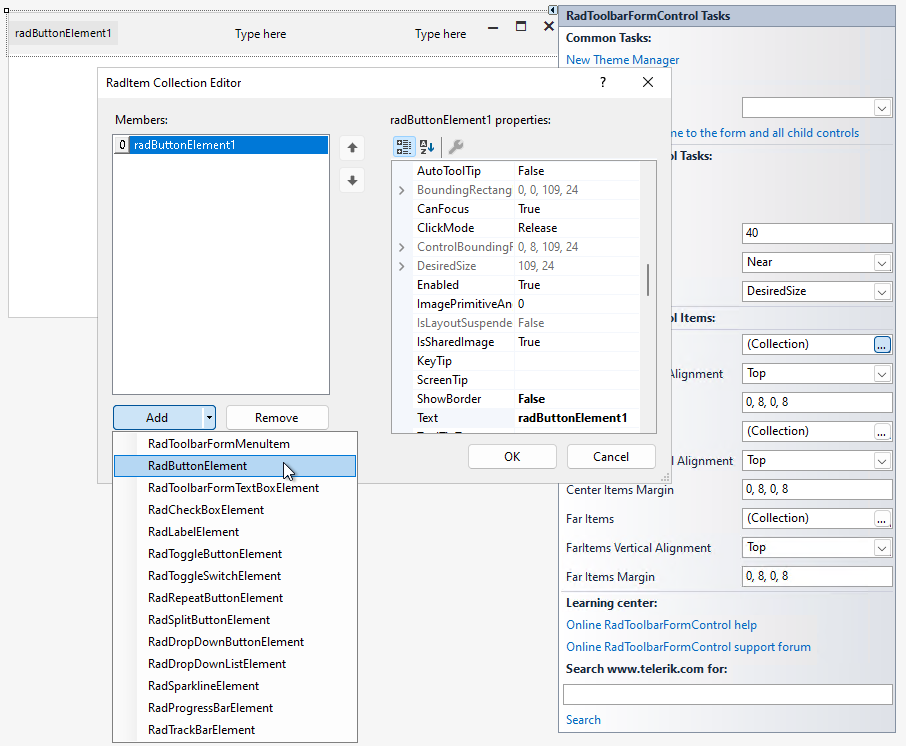 radButtonElement1
Type here
Type here
RadToolbarFormControl Tasks
Common Tasks:
New Theme Manager
me to the form and all child controls
ol Tasks:
40
Near
DesiredSize
ol Items:
(Collection)
Alignment
Top
0, 8, 0, 8
(Collection)
l Alignment
Top
Center Items Margin
0, 8, 0, 8
Far Items
(Collection)
FarItems Vertical Alignment
Top
Far Items Margin
0, 8, 0, 8
Learning center:
Online RadToolbarFormControl help
Online RadToolbarFormControl support forum
Search www.telerik.com for:
Search
RadItem Collection Editor
?
Members:
0 radButtonElement1
radButtonElement1 properties:
AutoToolTip False
BoundingRectang 0, 0, 109, 24
CanFocus True
ClickMode Release
ControlBoundingR 0, 8, 109, 24
DesiredSize 109, 24
Enabled True
ImagePrimitiveAn 0
IsLayoutSuspende False
IsSharedImage True
KeyTip
ScreenTip
ShowBorder False
Text radButtonElement1
Add
Remove
OK
Cancel
RadToolbarFormMenuItem
RadButtonElement
RadToolbarFormTextBoxElement
RadCheckBoxElement
RadLabelElement
RadToggleButtonElement
RadToggleSwitchElement
RadRepeatButtonElement
RadSplitButtonElement
RadDropDownButtonElement
RadDropDownListElement
RadSparklineElement
RadProgressBarElement
RadTrackBarElement